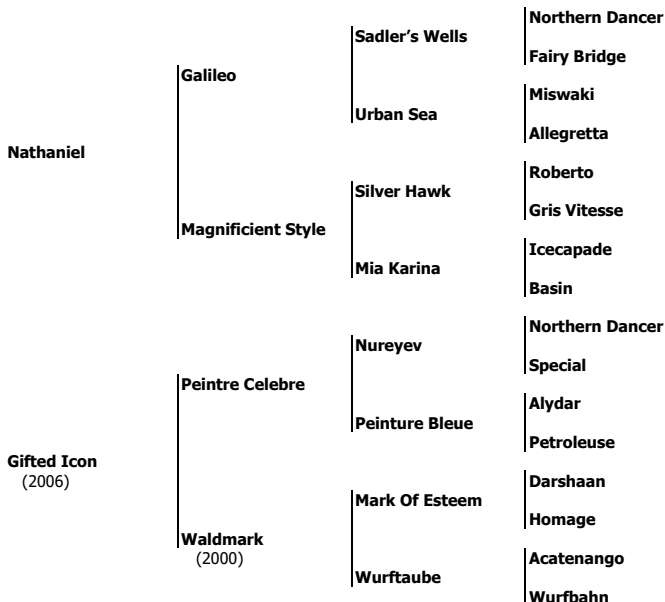 Northern Dancer
Sadler's Wells
Fairy Bridge
Galileo
Miswaki
Urban Sea
Allegretta
Nathaniel
Roberto
Silver Hawk
Gris Vitesse
Magnificient Style
Icecapade
Mia Karina
Basin
Northern Dancer
Nureyev
Special
Peintre Celebre
Alydar
Peinture Bleue
Petroleuse
Gifted Icon
(2006)
Darshaan
Mark Of Esteem
Homage
Waldmark
(2000)
Acatenango
Wurftaube
Wurfbahn